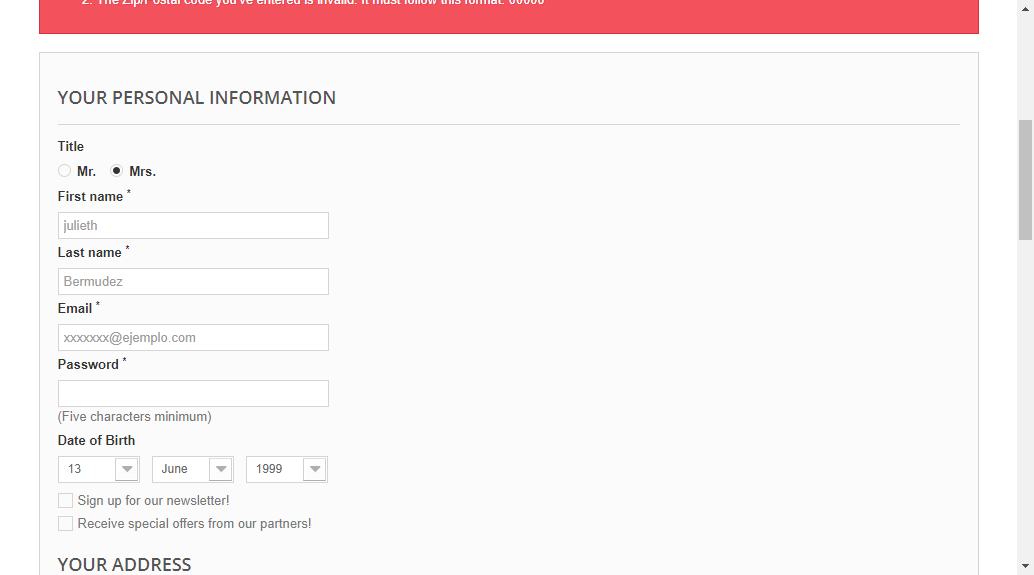 2. The Zip/Postal code you've entered is invalid. It must follow this format: 00000
YOUR PERSONAL INFORMATION
Title
Mr. Mrs.
First name *
julieth
Last name *
Bermudez
Email *
xxxxxxx@ejemplo.com
Password *
(Five characters minimum)
Date of Birth
13 June 1999
Sign up for our newsletter!
Receive special offers from our partners!
YOUR ADDRESS